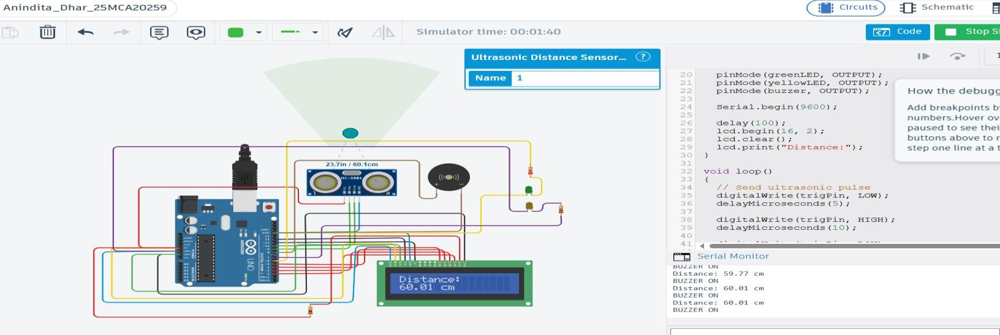 Anindita_Dhar_25MCA20259
Circuits
Schematic
Simulator time: 00:01:40
Code
Stop Si
Ultrasonic Distance Sensor...
?
Name
1
23.7in / 60.1cm
HC-SR04
T
R
ARDUINO
UNO
POWER
ANALOG IN
Distance:
60.01 cm
20 pinMode(greenLED, OUTPUT);
21 pinMode(yellowLED, OUTPUT);
22 pinMode(buzzer, OUTPUT);
23
24 Serial.begin(9600);
25
26 delay(100);
27 lcd.begin(16, 2);
28 lcd.clear();
29 lcd.print("Distance:");
30 }
31
32 void loop()
33 {
34 // Send ultrasonic pulse
35 digitalWrite(trigPin, LOW);
36 delayMicroseconds(5);
37
38 digitalWrite(trigPin, HIGH);
39 delayMicroseconds(10);
40
41
How the debugg
Add breakpoints by
numbers.Hover ov
paused to see thei
buttons above to r
step one line at a t
Serial Monitor
BUZZER ON
Distance: 59.77 cm
BUZZER ON
Distance: 60.01 cm
BUZZER ON
Distance: 60.01 cm
BUZZER ON